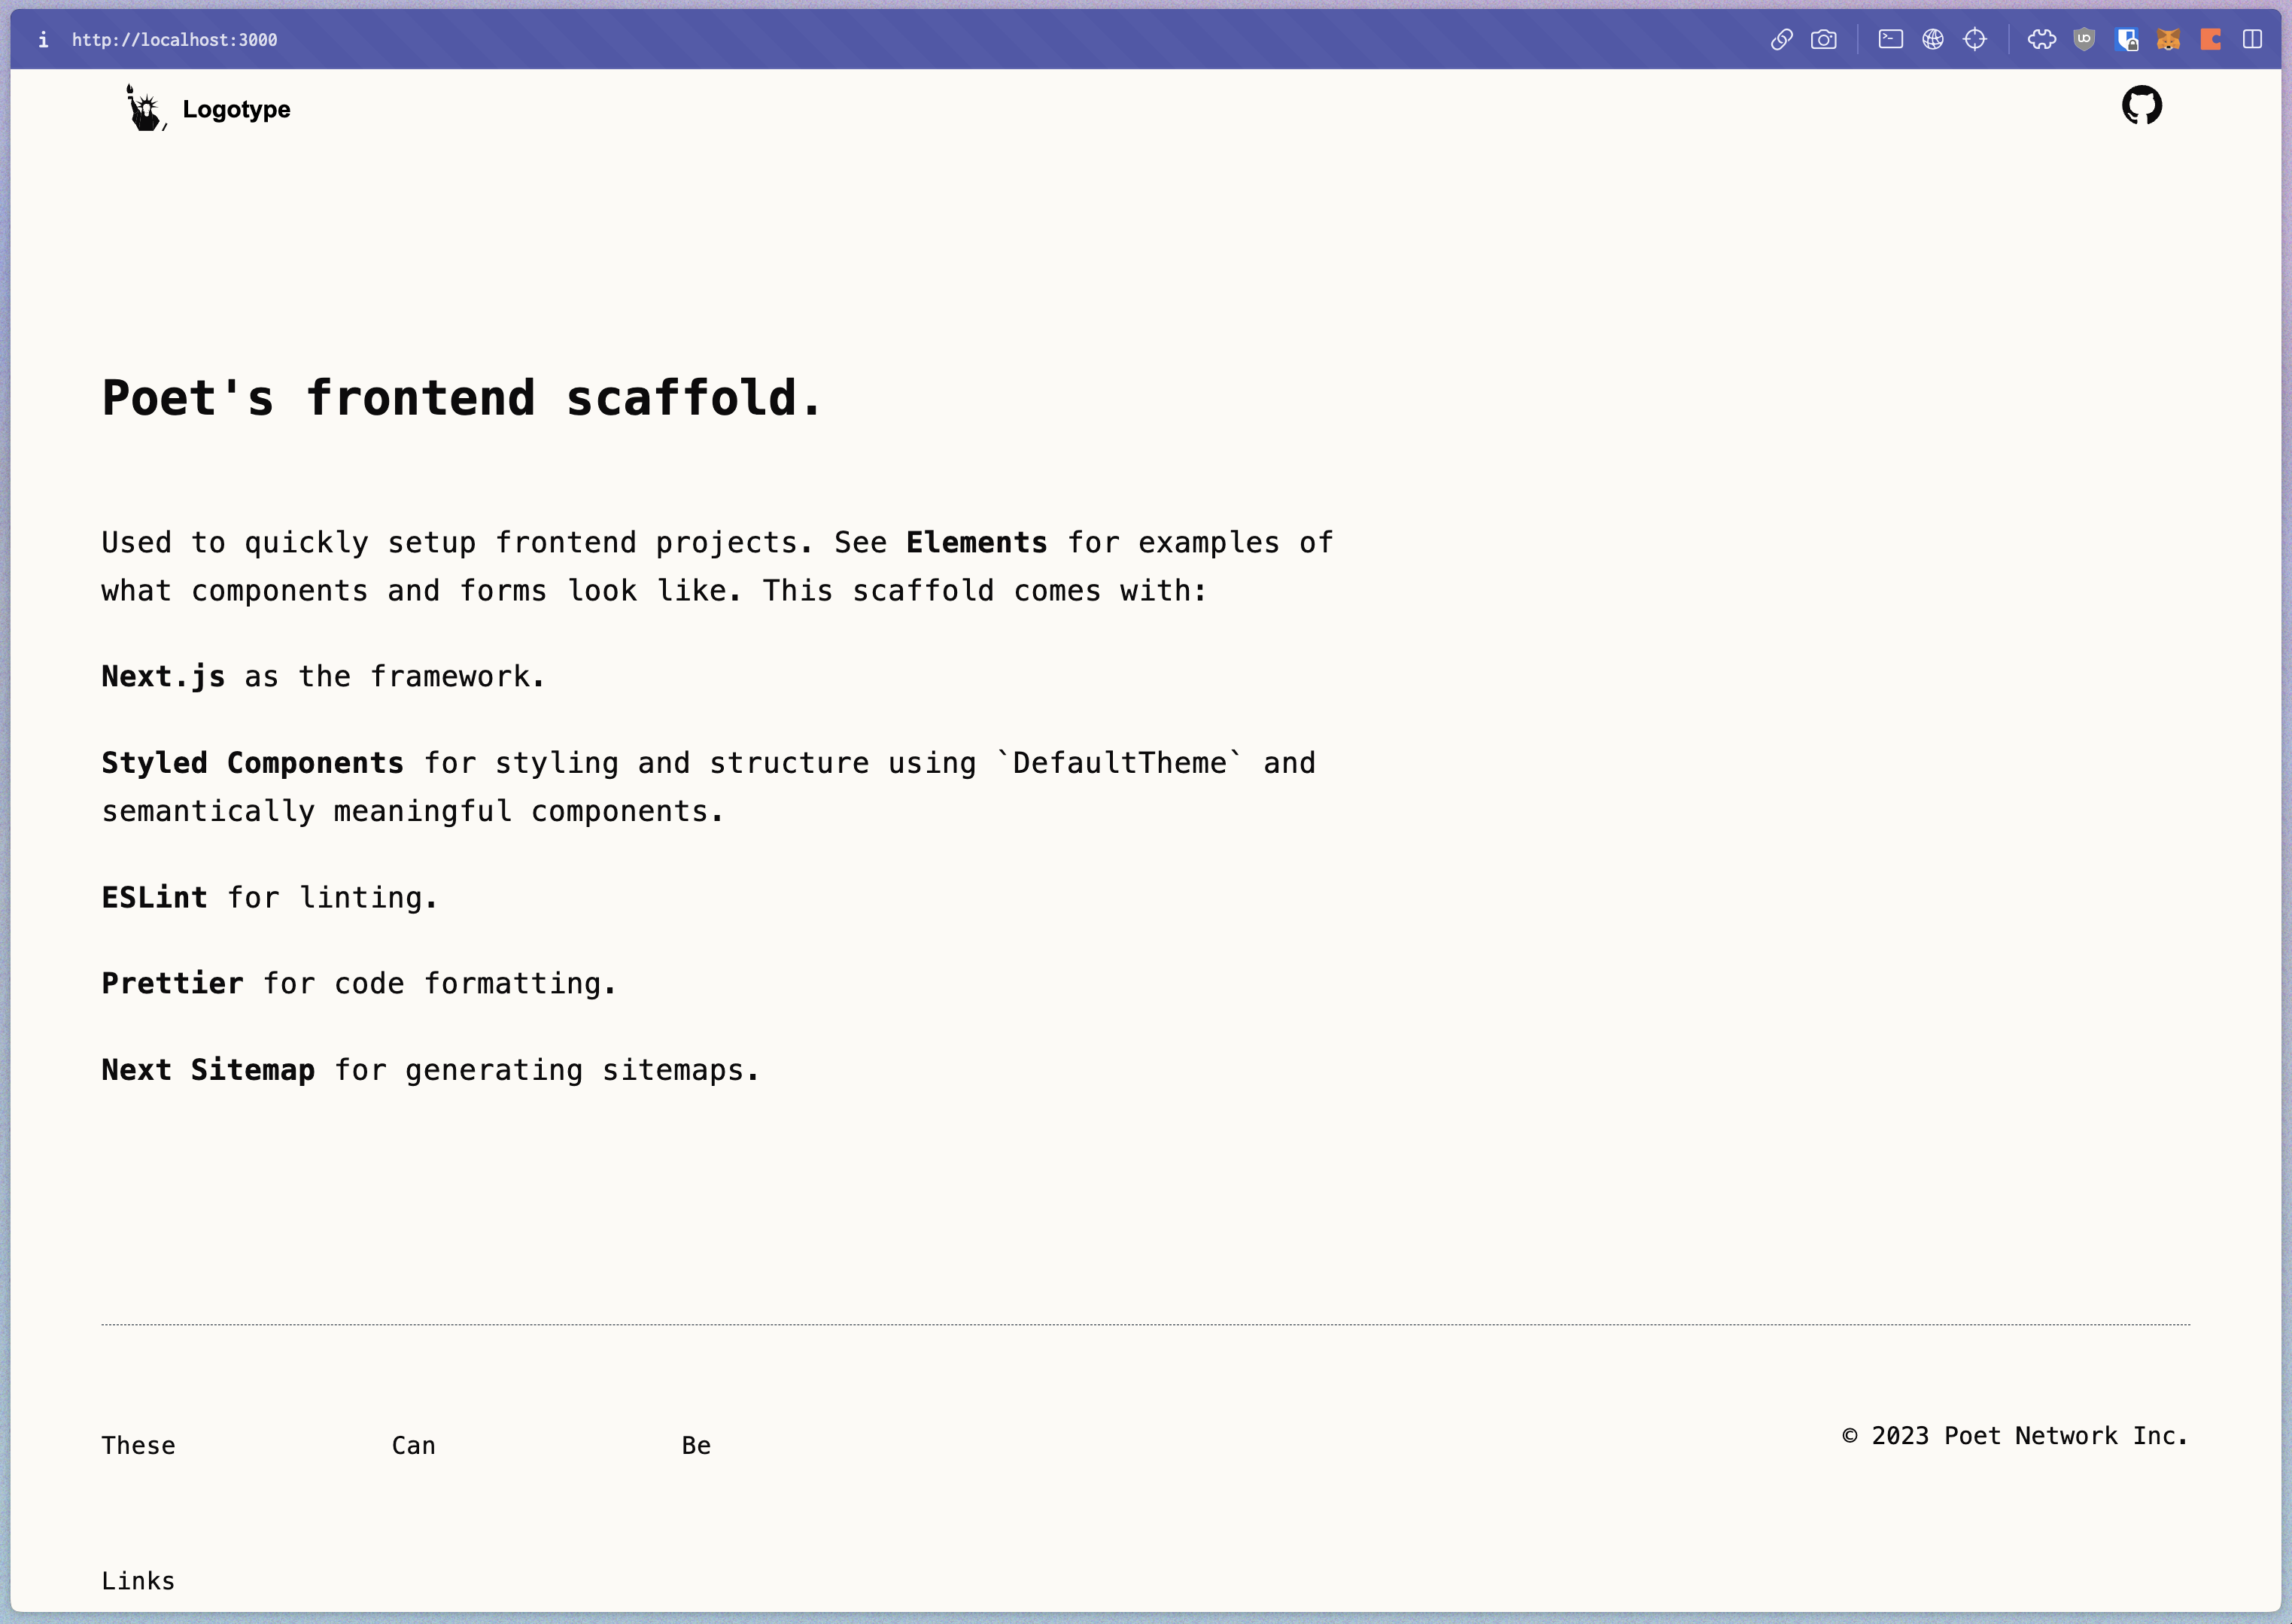 http://localhost:3000
Logotype
Poet's frontend scaffold.
Used to quickly setup frontend projects. See Elements for examples of
what components and forms look like. This scaffold comes with:
Next.js as the framework.
Styled Components for styling and structure using `DefaultTheme` and
semantically meaningful components.
ESLint for linting.
Prettier for code formatting.
Next Sitemap for generating sitemaps.
These Can Be
© 2023 Poet Network Inc.
Links